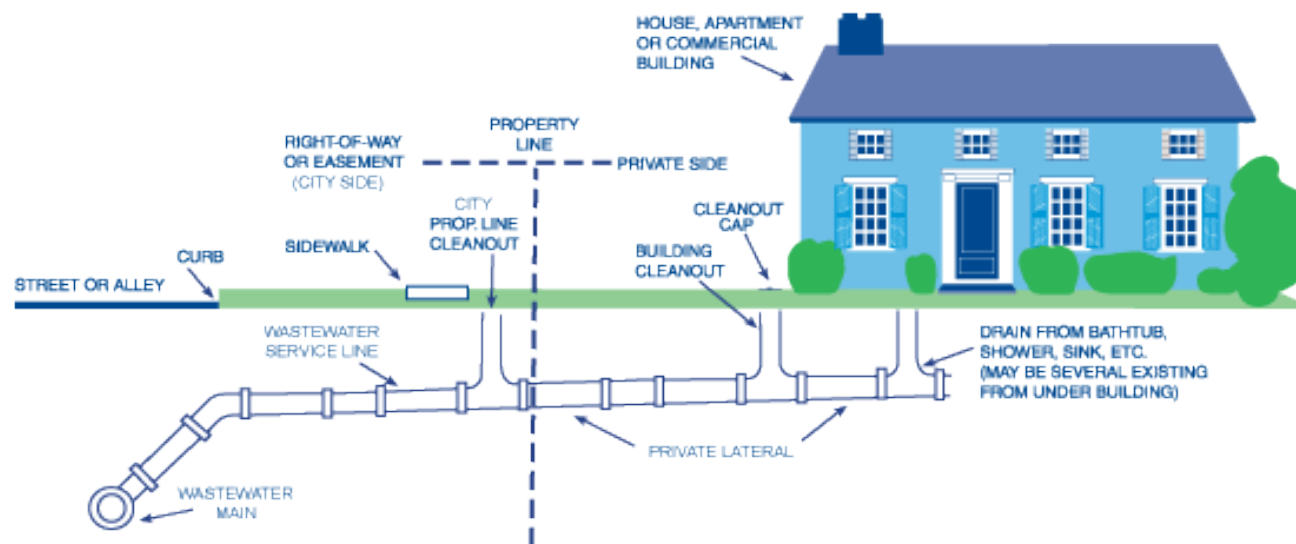 HOUSE, APARTMENT
OR COMMERCIAL
BUILDING
PROPERTY
LINE
RIGHT-OF-WAY
OR EASEMENT
(CITY SIDE)
PRIVATE SIDE
CITY
PROP. LINE
CLEANOUT
CLEANOUT
CAP
BUILDING
CLEANOUT
SIDEWALK
CURB
STREET OR ALLEY
WASTEWATER
SERVICE LINE
DRAIN FROM BATHTUB,
SHOWER, SINK, ETC.
(MAY BE SEVERAL EXISTING
FROM UNDER BUILDING)
PRIVATE LATERAL
WASTEWATER
MAIN